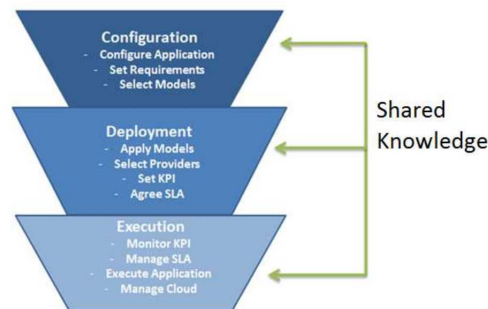 Configuration
- Configure Application
- Set Requirements
- Select Models
Deployment
- Apply Models
- Select Providers
- Set KPI
- Agree SLA
Execution
- Monitor KPI
- Manage SLA
- Execute Application
- Manage Cloud
Shared
Knowledge